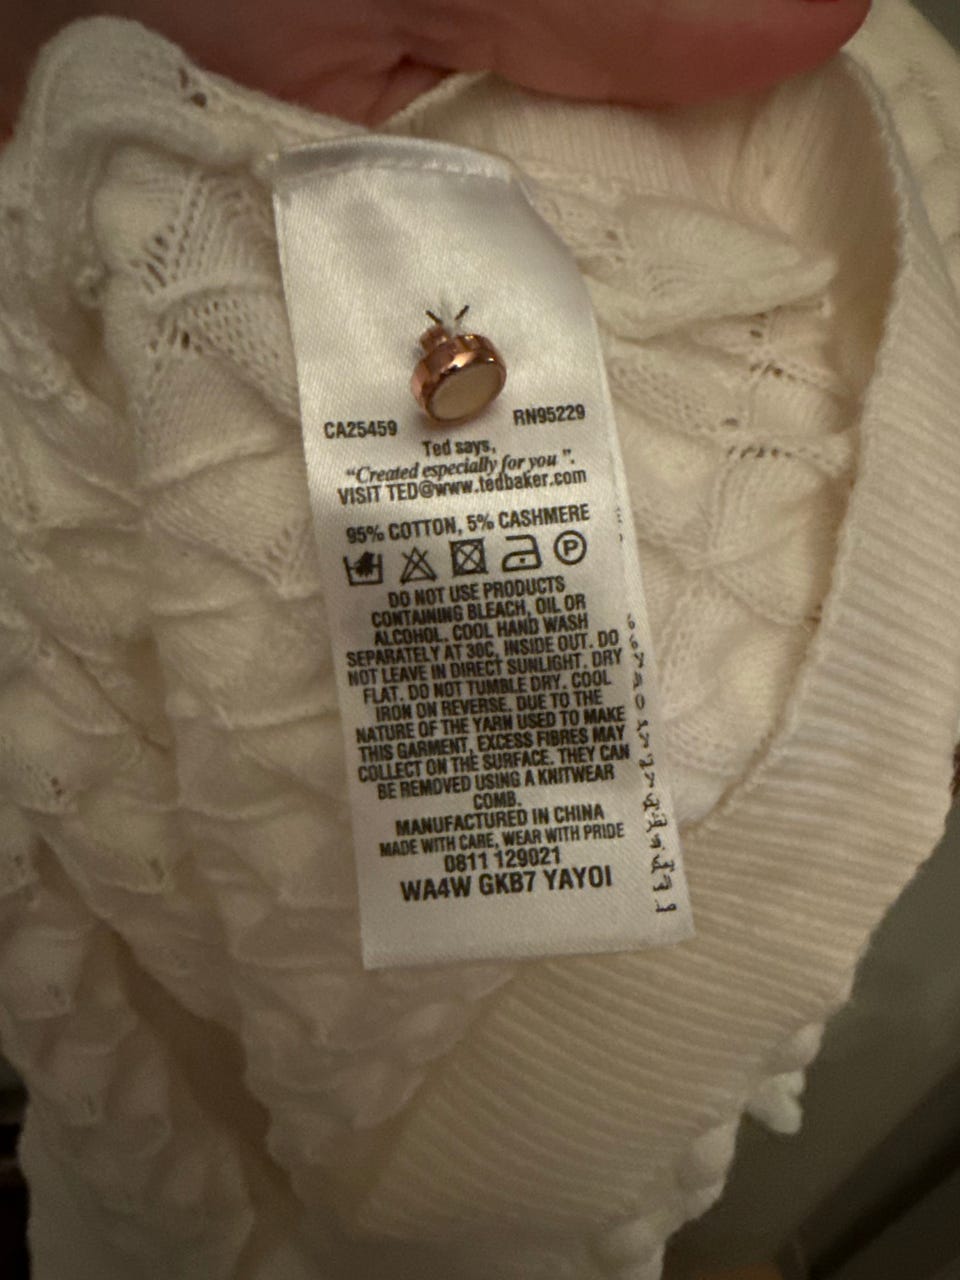 CA25459 RN95229
Ted says,
“Created especially for you ”.
VISIT TED@www.tedbaker.com
95% COTTON, 5% CASHMERE
P
DO NOT USE PRODUCTS
CONTAINING BLEACH, OIL OR
ALCOHOL. COOL HAND WASH
SEPARATELY AT 30C, INSIDE OUT. DO
NOT LEAVE IN DIRECT SUNLIGHT. DRY
FLAT. DO NOT TUMBLE DRY. COOL
IRON ON REVERSE. DUE TO THE
NATURE OF THE YARN USED TO MAKE
THIS GARMENT, EXCESS FIBRES MAY
COLLECT ON THE SURFACE. THEY CAN
BE REMOVED USING A KNITWEAR
COMB.
MANUFACTURED IN CHINA
MADE WITH CARE, WEAR WITH PRIDE
0811 129021
WA4W GKB7 YAYOI